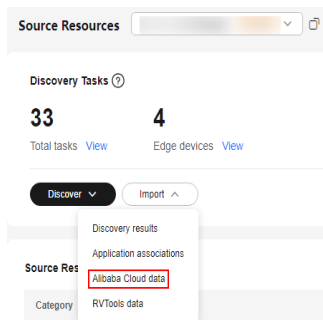 Source Resources
Discovery Tasks
33 4
Total tasks View Edge devices View
Discover Import
Discovery results
Application associations
Alibaba Cloud data
RVTools data
Source Res
Category